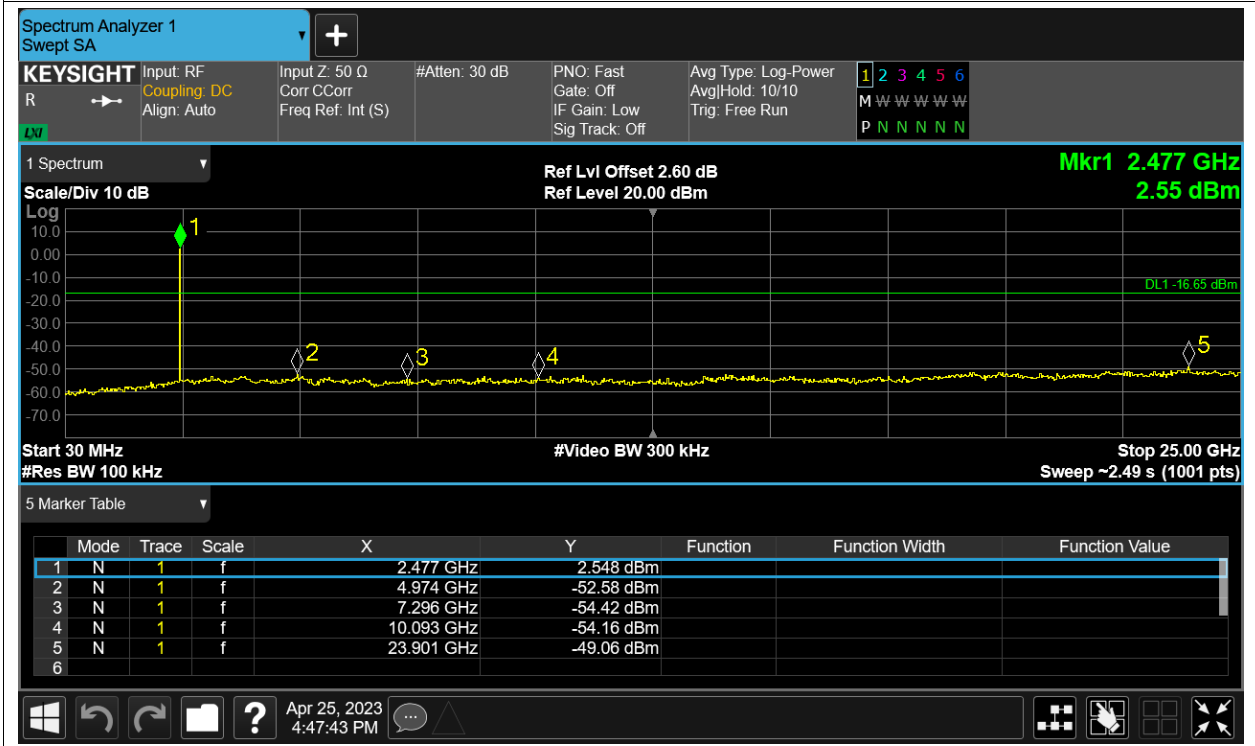 Spectrum Analyzer 1
Swept SA
KEYSIGHT Input: RF Input Z: 50 Ω #Atten: 30 dB PNO: Fast Avg Type: Log-Power 1 2 3 4 5 6
R Coupling: DC Corr CCorr Gate: Off Avg|Hold: 10/10 M W W W W W
Align: Auto Freq Ref: Int (S) IF Gain: Low Trig: Free Run
LXI Sig Track: Off P N N N N N
1 Spectrum Ref Lvl Offset 2.60 dB Mkr1 2.477 GHz
Scale/Div 10 dB Ref Level 20.00 dBm 2.55 dBm
Log
1
10.0
0.00
-10.0
DL1 -16.65 dBm
-20.0
-30.0
-40.0
2 3 4 5
-50.0
-60.0
-70.0
Start 30 MHz #Video BW 300 kHz Stop 25.00 GHz
#Res BW 100 kHz Sweep ~2.49 s (1001 pts)
5 Marker Table
Mode Trace Scale X Y Function Function Width Function Value
1 N 1 f 2.477 GHz 2.548 dBm
2 N 1 f 4.974 GHz -52.58 dBm
3 N 1 f 7.296 GHz -54.42 dBm
4 N 1 f 10.093 GHz -54.16 dBm
5 N 1 f 23.901 GHz -49.06 dBm
6
? Apr 25, 2023
4:47:43 PM